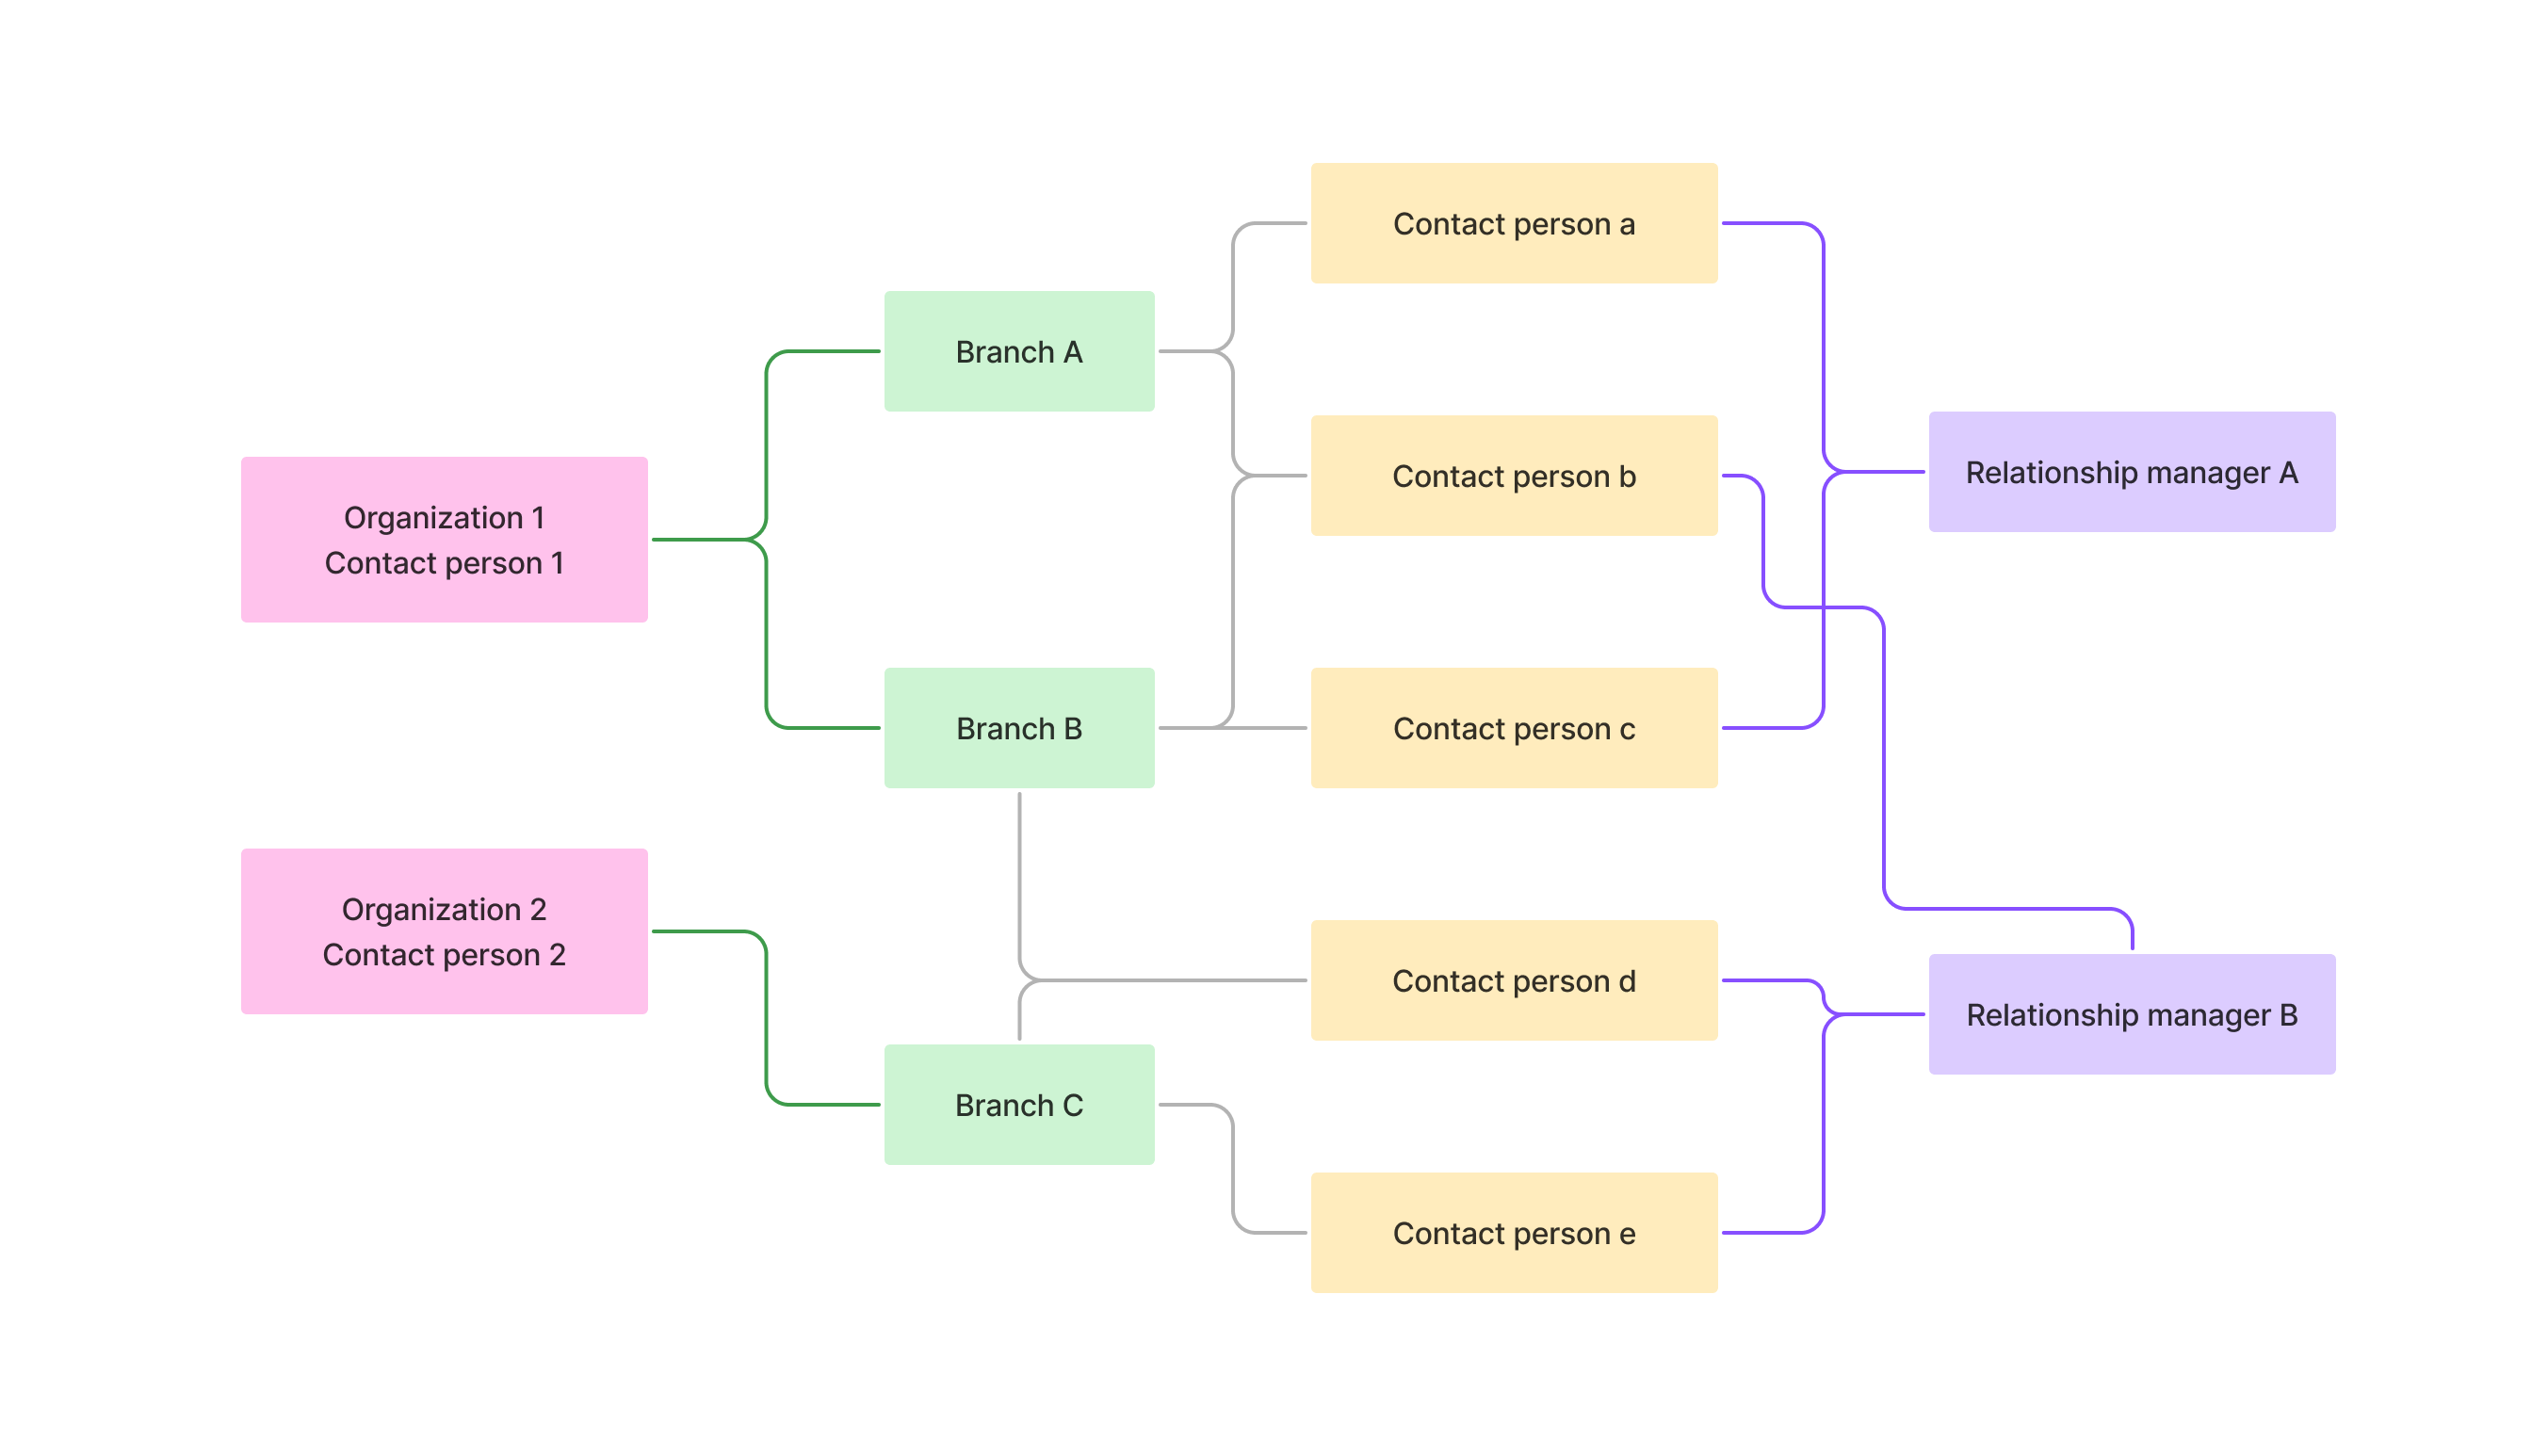 Organization 1
Contact person 1
Organization 2
Contact person 2
Branch A
Branch B
Branch C
Contact person a
Contact person b
Contact person c
Contact person d
Contact person e
Relationship manager A
Relationship manager B